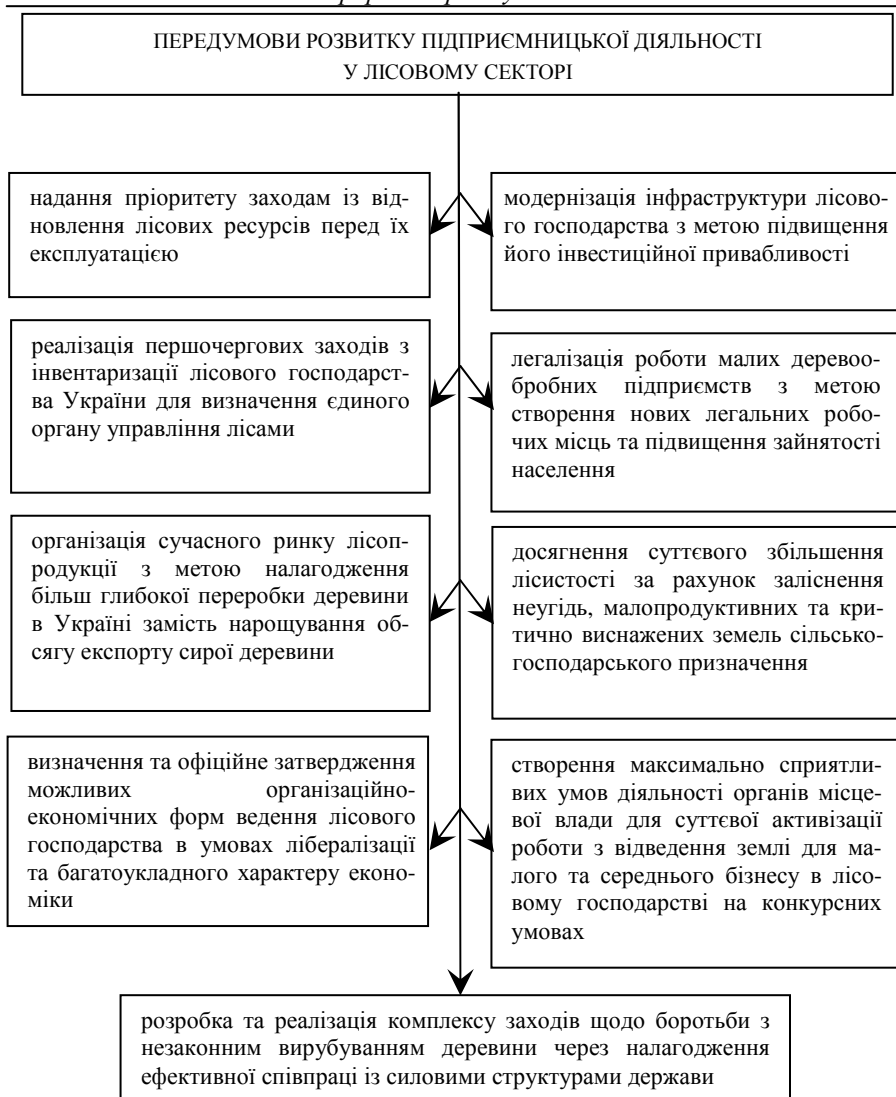 ПЕРЕДУМОВИ РОЗВИТКУ ПІДПРИЄМНИЦЬКОЇ ДІЯЛЬНОСТІ
У ЛІСОВОМУ СЕКТОРІ
надання пріоритету заходам із від-
новлення лісових ресурсів перед їх
експлуатацією
модернізація інфраструктури лісово-
го господарства з метою підвищення
його інвестиційної привабливості
реалізація першочергових заходів з
інвентаризації лісового господарст-
ва України для визначення єдиного
органу управління лісами
легалізація роботи малих деревоо-
бробних підприємств з метою
створення нових легальних робо-
чих місць та підвищення зайнятості
населення
організація сучасного ринку лісоп-
родукції з метою налагодження
більш глибокої переробки деревини
в Україні замість нарощування об-
сягу експорту сирої деревини
досягнення суттєвого збільшення
лісистості за рахунок заліснення
неугідь, малопродуктивних та кри-
тично виснажених земель сільсько-
господарського призначення
визначення та офіційне затвердження
можливих організаційно-
економічних форм ведення лісового
господарства в умовах лібералізації
та багатоукладного характеру еконо-
міки
створення максимально сприятли-
вих умов діяльності органів місце-
вої влади для суттєвої активізації
роботи з відведення землі для ма-
лого та середнього бізнесу в лісо-
вому господарстві на конкурсних
умовах
розробка та реалізація комплексу заходів щодо боротьби з
незаконним вирубуванням деревини через налагодження
ефективної співпраці із силовими структурами держави